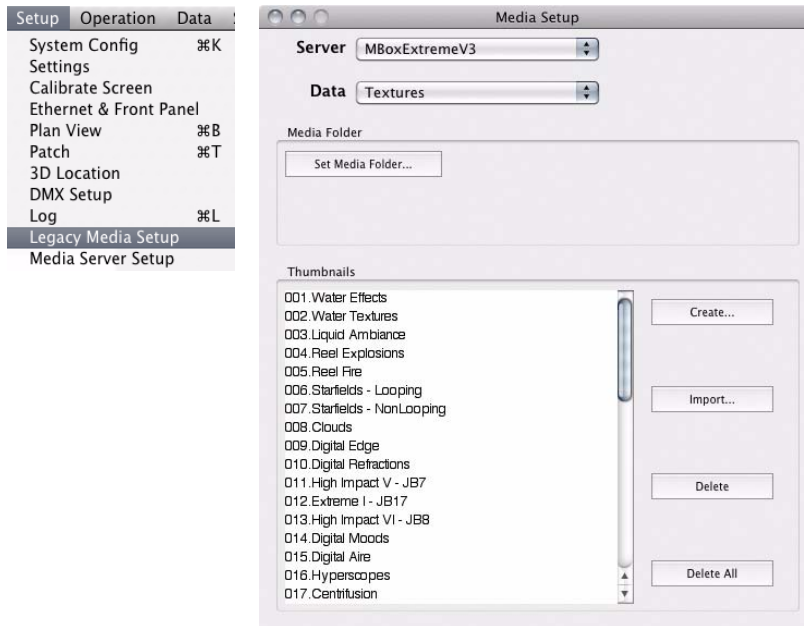 Setup Operation Data
System Config ⌘K
Settings
Calibrate Screen
Ethernet & Front Panel
Plan View ⌘B
Patch ⌘T
3D Location
DMX Setup
Log ⌘L
Legacy Media Setup
Media Server Setup
Media Setup
Server MBoxExtremeV3
Data Textures
Media Folder
Set Media Folder...
Thumbnails
001.Water Effects
002.Water Textures
003.Liquid Ambiance
004.Reel Explosions
005.Reel Fire
006.Starfields - Looping
007.Starfields - NonLooping
008.Clouds
009.Digital Edge
010.Digital Refractions
011.High Impact V - JB7
012.Extreme I - JB17
013.High Impact VI - JB8
014.Digital Moods
015.Digital Aire
016.Hyperscopes
017.Centrifusion
Create...
Import...
Delete
Delete All